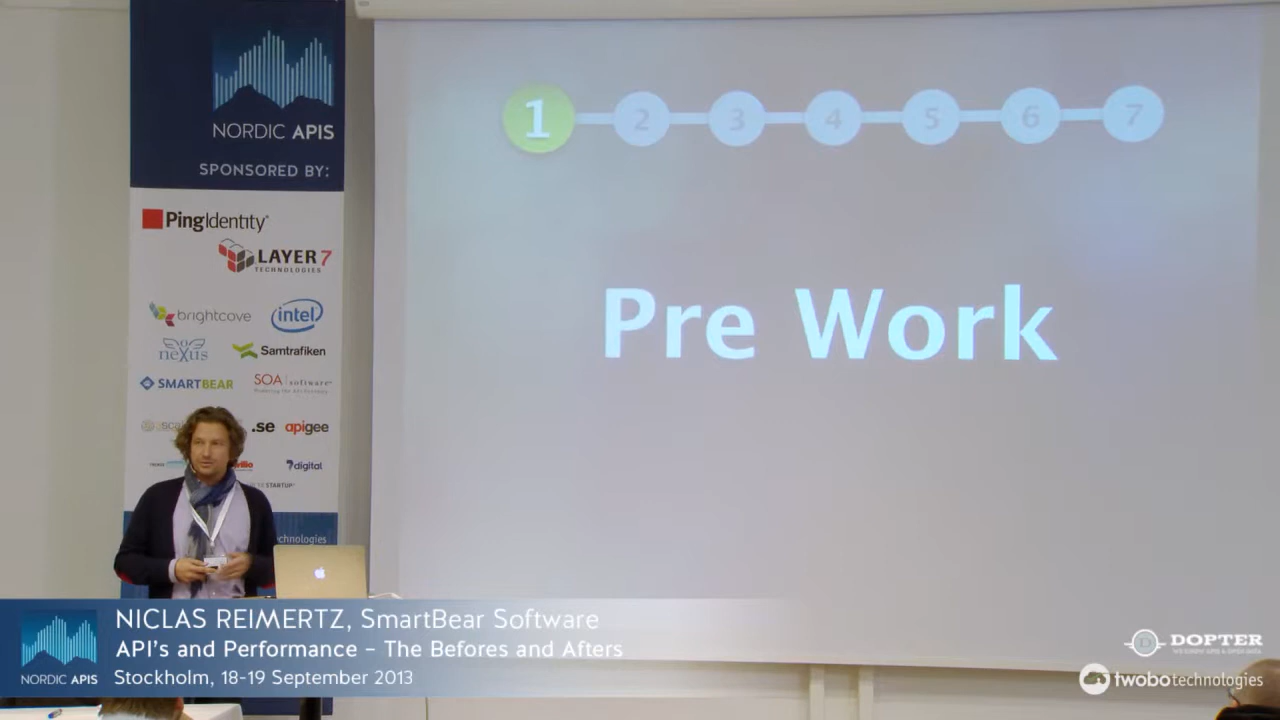 NORDIC APIS
SPONSORED BY:
PingIdentity
LAYER 7
TECHNOLOGIES
brightcove
intel
nexus
Samtrafiken
SMARTBEAR
SOA software
.se
apigee
digital
chnologies
1 2 3 4 5 6 7
Pre Work
NORDIC APIS
NICLAS REIMERTZ, SmartBear Software
API's and Performance – The Befores and Afters
Stockholm, 18-19 September 2013
DOPTER
twobotechnologies